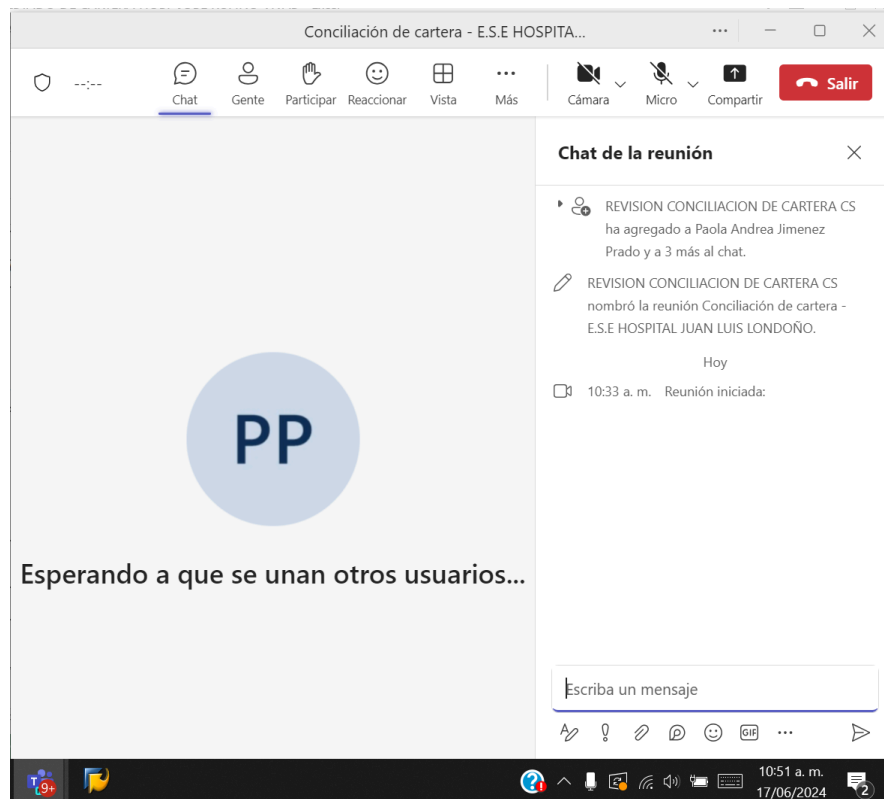 Conciliación de cartera - E.S.E HOSPITA...
--:--
Chat
Gente
Participar
Reaccionar
Vista
Más
Cámara
Micro
Compartir
Salir
Chat de la reunión
REVISION CONCILIACION DE CARTERA CS
ha agregado a Paola Andrea Jimenez
Prado y a 3 más al chat.
REVISION CONCILIACION DE CARTERA CS
nombró la reunión Conciliación de cartera -
E.S.E HOSPITAL JUAN LUIS LONDOÑO.
Hoy
10:33 a. m. Reunión iniciada:
PP
Esperando a que se unan otros usuarios...
Escriba un mensaje
GIF
T 9+
10:51 a. m.
17/06/2024
2